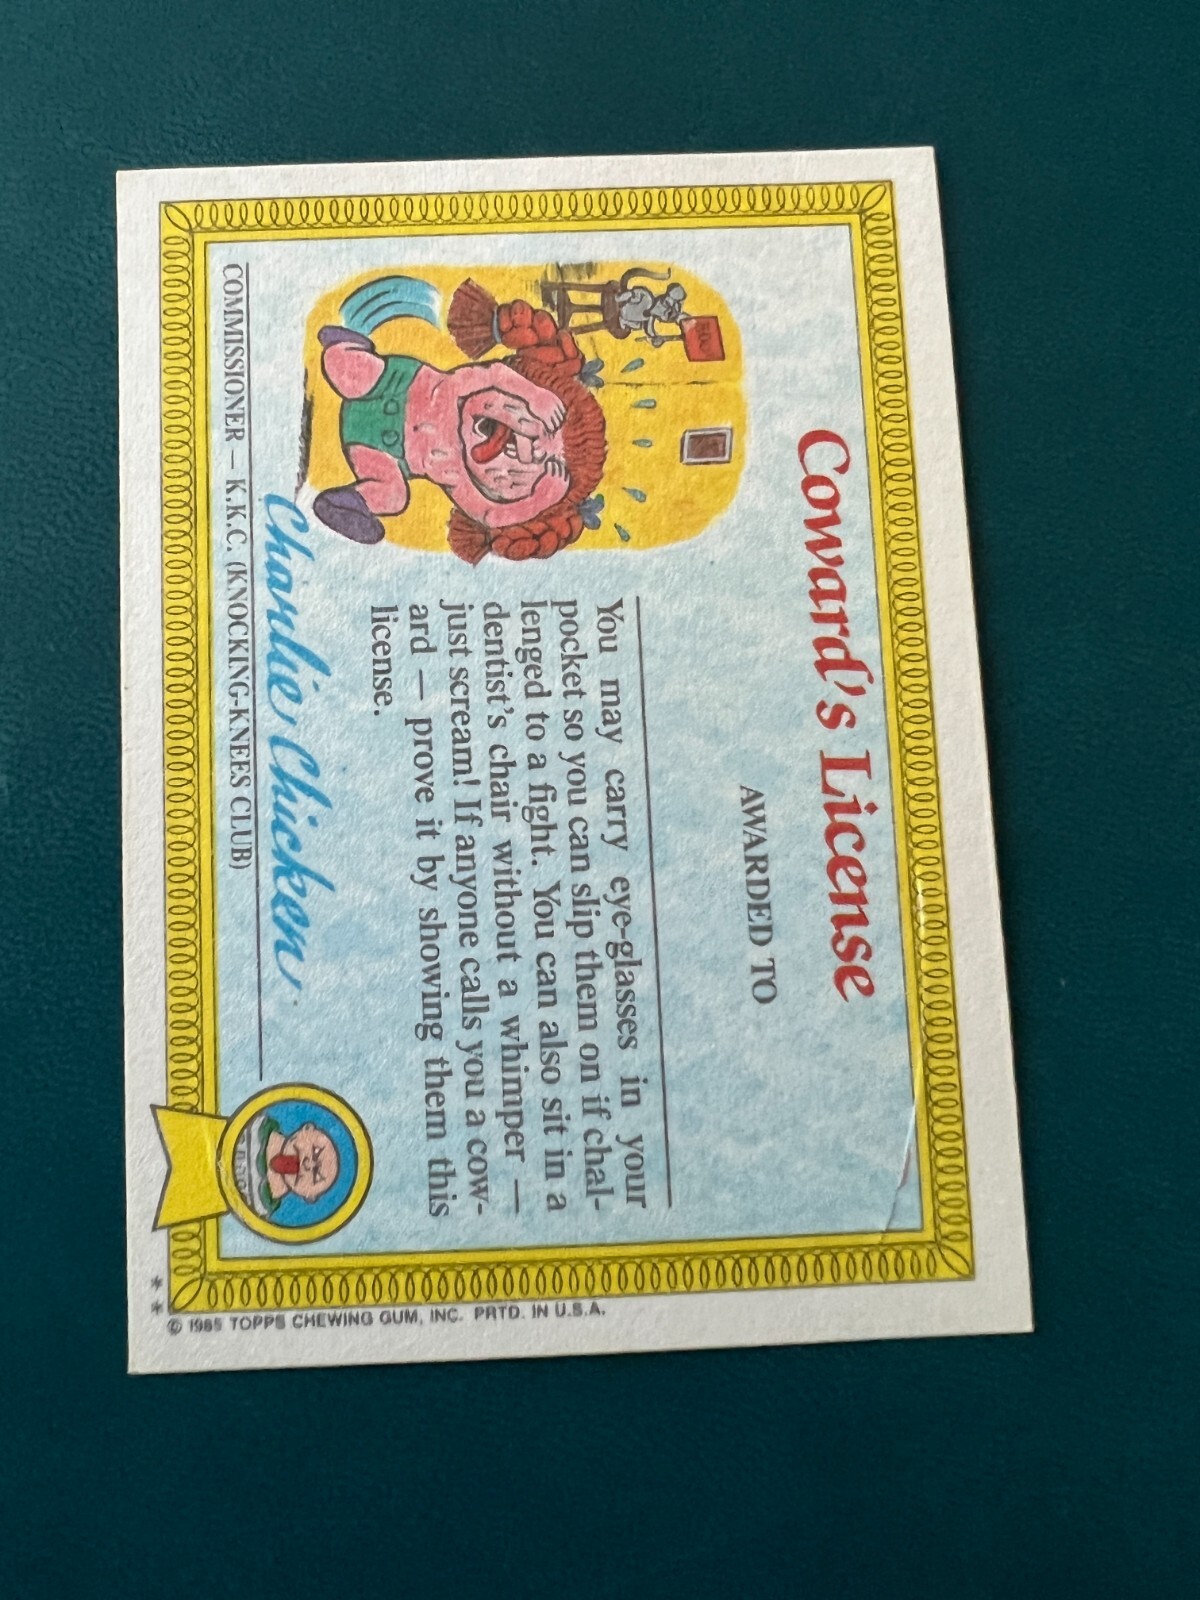 Coward's License
AWARDED TO
You may carry eye-glasses in your
pocket so you can slip them on if chal-
lenged to a fight. You can also sit in a
dentist's chair without a whimper —
just scream! If anyone calls you a cow-
ard — prove it by showing them this
license.
Charlie Chicken
COMMISSIONER — K.K.C. (KNOCKING-KNEES CLUB)
BOO
* * © 1985 TOPPS CHEWING GUM, INC. PRTD. IN U.S.A.